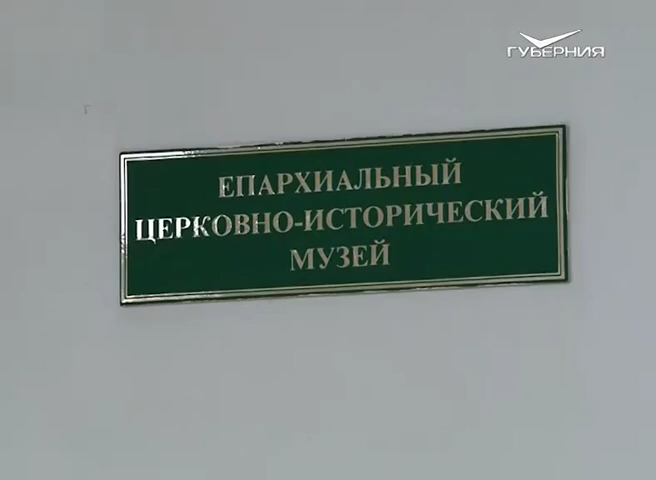 ГУБЕРНИЯ
ЕПАРХИАЛЬНЫЙ
ЦЕРКОВНО-ИСТОРИЧЕСКИЙ
МУЗЕЙ